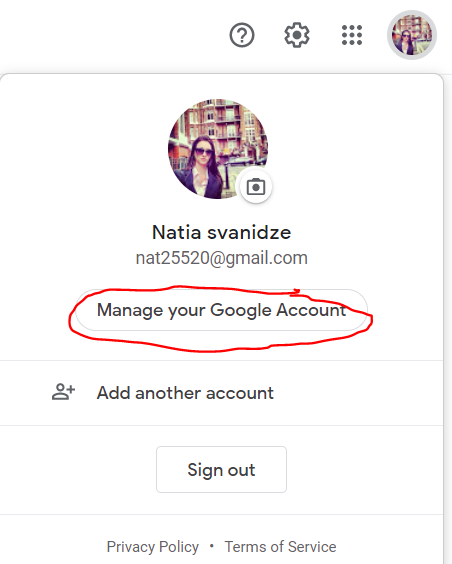 Natia svanidze
nat25520@gmail.com
Manage your Google Account
Add another account
Sign out
Privacy Policy • Terms of Service